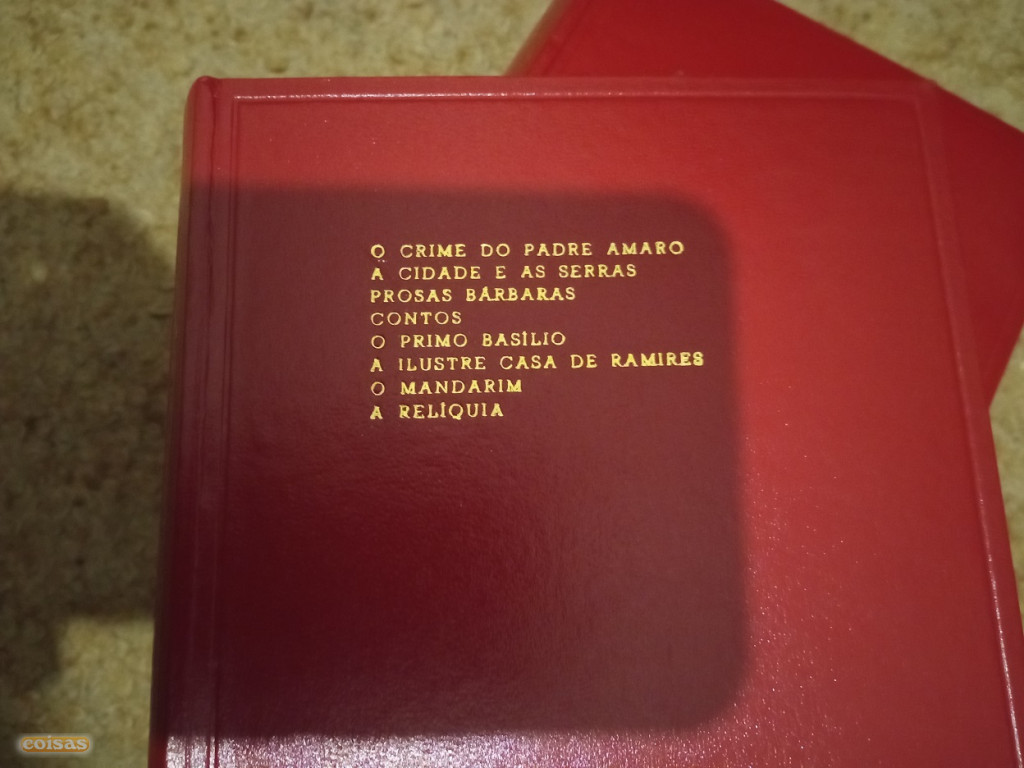 O CRIME DO PADRE AMARO
A CIDADE E AS SERRAS
PROSAS BÁRBARAS
CONTOS
O PRIMO BASÍLIO
A ILUSTRE CASA DE RAMIRES
O MANDARIM
A RELÍQUIA
coisas